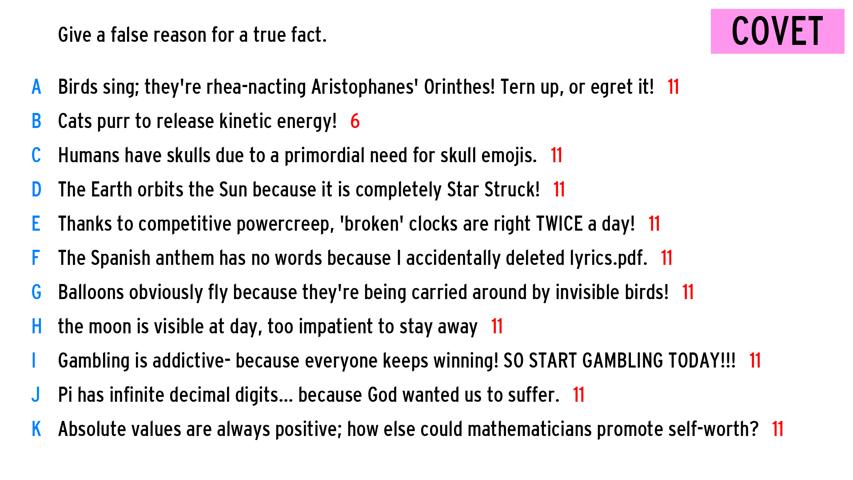 Give a false reason for a true fact.
COVET
A Birds sing; they're rhea-nacting Aristophanes' Orinthes! Tern up, or egret it! 11
B Cats purr to release kinetic energy! 6
C Humans have skulls due to a primordial need for skull emojis. 11
D The Earth orbits the Sun because it is completely Star Struck! 11
E Thanks to competitive powercreep, 'broken' clocks are right TWICE a day! 11
F The Spanish anthem has no words because I accidentally deleted lyrics.pdf. 11
G Balloons obviously fly because they're being carried around by invisible birds! 11
H the moon is visible at day, too impatient to stay away 11
I Gambling is addictive- because everyone keeps winning! SO START GAMBLING TODAY!!! 11
J Pi has infinite decimal digits... because God wanted us to suffer. 11
K Absolute values are always positive; how else could mathematicians promote self-worth? 11